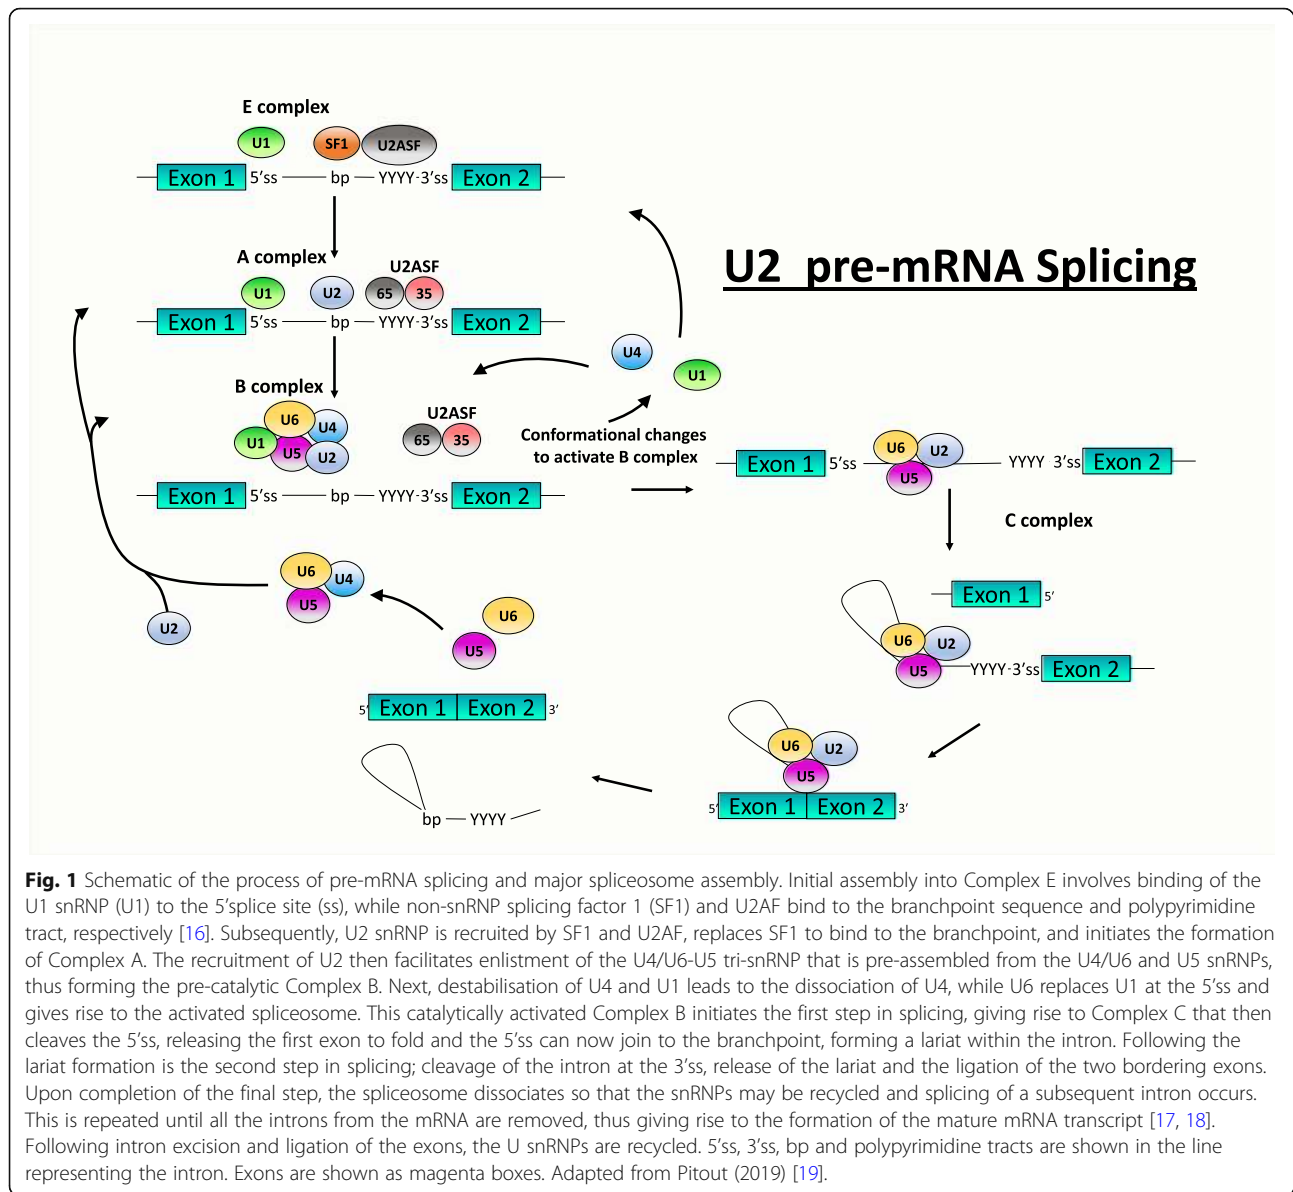 E complex
U1
SF1
U2ASF
Exon 1
5'ss
bp
YYYY-3'ss
Exon 2
U2 pre-mRNA Splicing
A complex
U2ASF
U1
U2
65
35
Exon 1
5'ss
bp
YYYY-3'ss
Exon 2
U4
U1
B complex
U6
U4
U1
U5
U2
U2ASF
65
35
Conformational changes
to activate B complex
Exon 1
5'ss
bp
YYYY-3'ss
Exon 2
U6
U2
U5
Exon 1
5'ss
YYYY 3'ss
Exon 2
C complex
U6
U4
U5
U2
U6
U5
Exon 1
5'
U6
U2
U5
YYYY-3'ss
Exon 2
5'
Exon 1
Exon 2
3'
U6
U2
U5
5'
Exon 1
Exon 2
3'
bp
YYYY
Fig. 1 Schematic of the process of pre-mRNA splicing and major spliceosome assembly. Initial assembly into Complex E involves binding of the
U1 snRNP (U1) to the 5'splice site (ss), while non-snRNP splicing factor 1 (SF1) and U2AF bind to the branchpoint sequence and polypyrimidine
tract, respectively [16]. Subsequently, U2 snRNP is recruited by SF1 and U2AF, replaces SF1 to bind to the branchpoint, and initiates the formation
of Complex A. The recruitment of U2 then facilitates enlistment of the U4/U6-U5 tri-snRNP that is pre-assembled from the U4/U6 and U5 snRNPs,
thus forming the pre-catalytic Complex B. Next, destabilisation of U4 and U1 leads to the dissociation of U4, while U6 replaces U1 at the 5'ss and
gives rise to the activated spliceosome. This catalytically activated Complex B initiates the first step in splicing, giving rise to Complex C that then
cleaves the 5'ss, releasing the first exon to fold and the 5'ss can now join to the branchpoint, forming a lariat within the intron. Following the
lariat formation is the second step in splicing; cleavage of the intron at the 3'ss, release of the lariat and the ligation of the two bordering exons.
Upon completion of the final step, the spliceosome dissociates so that the snRNPs may be recycled and splicing of a subsequent intron occurs.
This is repeated until all the introns from the mRNA are removed, thus giving rise to the formation of the mature mRNA transcript [17, 18].
Following intron excision and ligation of the exons, the U snRNPs are recycled. 5'ss, 3'ss, bp and polypyrimidine tracts are shown in the line
representing the intron. Exons are shown as magenta boxes. Adapted from Pitout (2019) [19].